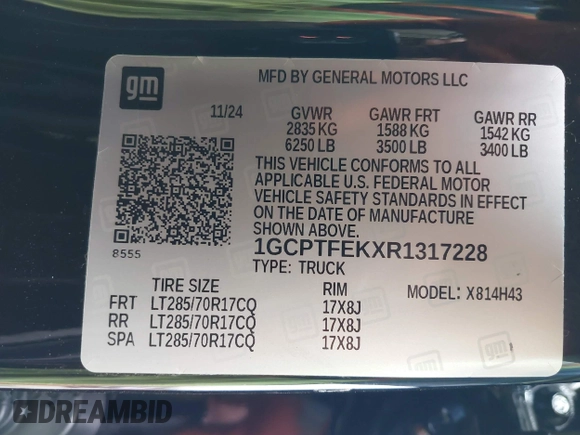 gm
MFD BY GENERAL MOTORS LLC
11/24 GVWR GAWR FRT GAWR RR
2835 KG 1588 KG 1542 KG
6250 LB 3500 LB 3400 LB
THIS VEHICLE CONFORMS TO ALL
APPLICABLE U.S. FEDERAL MOTOR
VEHICLE SAFETY STANDARDS IN EFFECT
ON THE DATE OF MANUFACTURE
SHOWN ABOVE.
8555
1GCPTFEKXR1317228
TYPE: TRUCK
TIRE SIZE RIM MODEL: X814H43
FRT LT285/70R17CQ 17X8J
RR LT285/70R17CQ 17X8J
SPA LT285/70R17CQ 17X8J
gm
DREAMBID